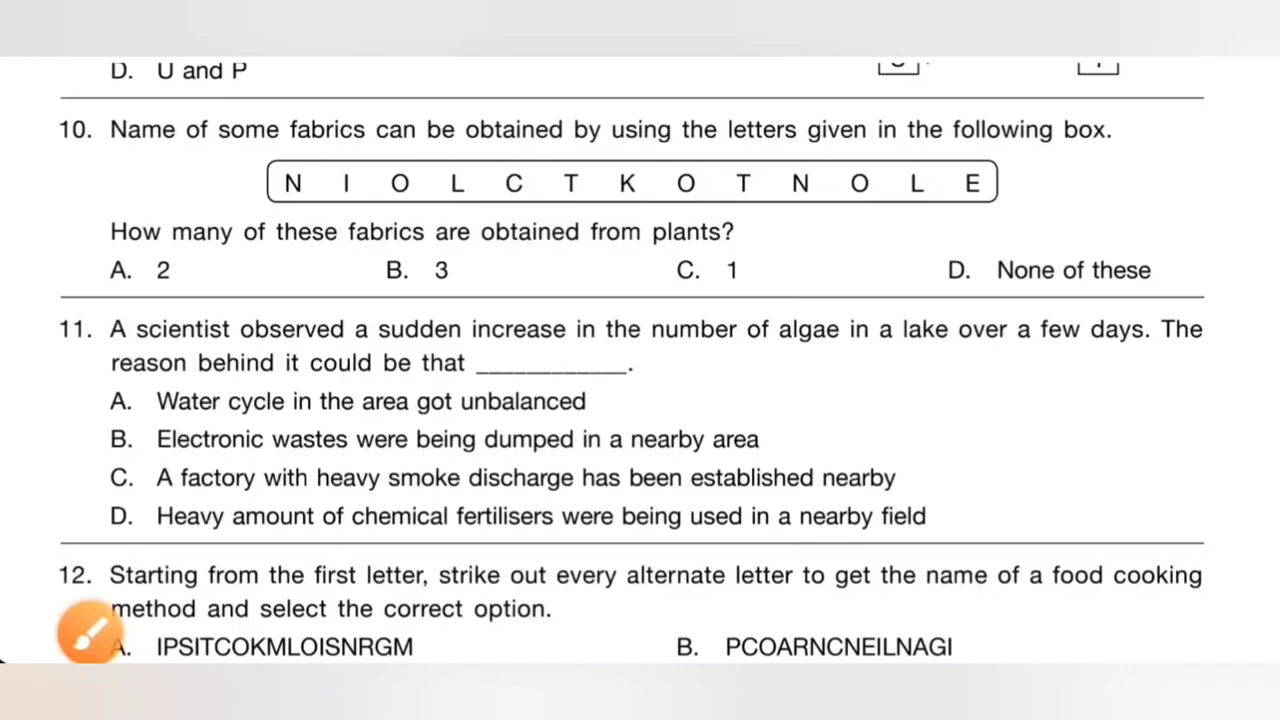 D. U and P
10. Name of some fabrics can be obtained by using the letters given in the following box.
N I O L C T K O T N O L E
How many of these fabrics are obtained from plants?
A. 2 B. 3 C. 1 D. None of these
11. A scientist observed a sudden increase in the number of algae in a lake over a few days. The
reason behind it could be that ____________.
A. Water cycle in the area got unbalanced
B. Electronic wastes were being dumped in a nearby area
C. A factory with heavy smoke discharge has been established nearby
D. Heavy amount of chemical fertilisers were being used in a nearby field
12. Starting from the first letter, strike out every alternate letter to get the name of a food cooking
method and select the correct option.
A. IPSITCOKMLOISNRGM B. PCOARNCNEILNAGI